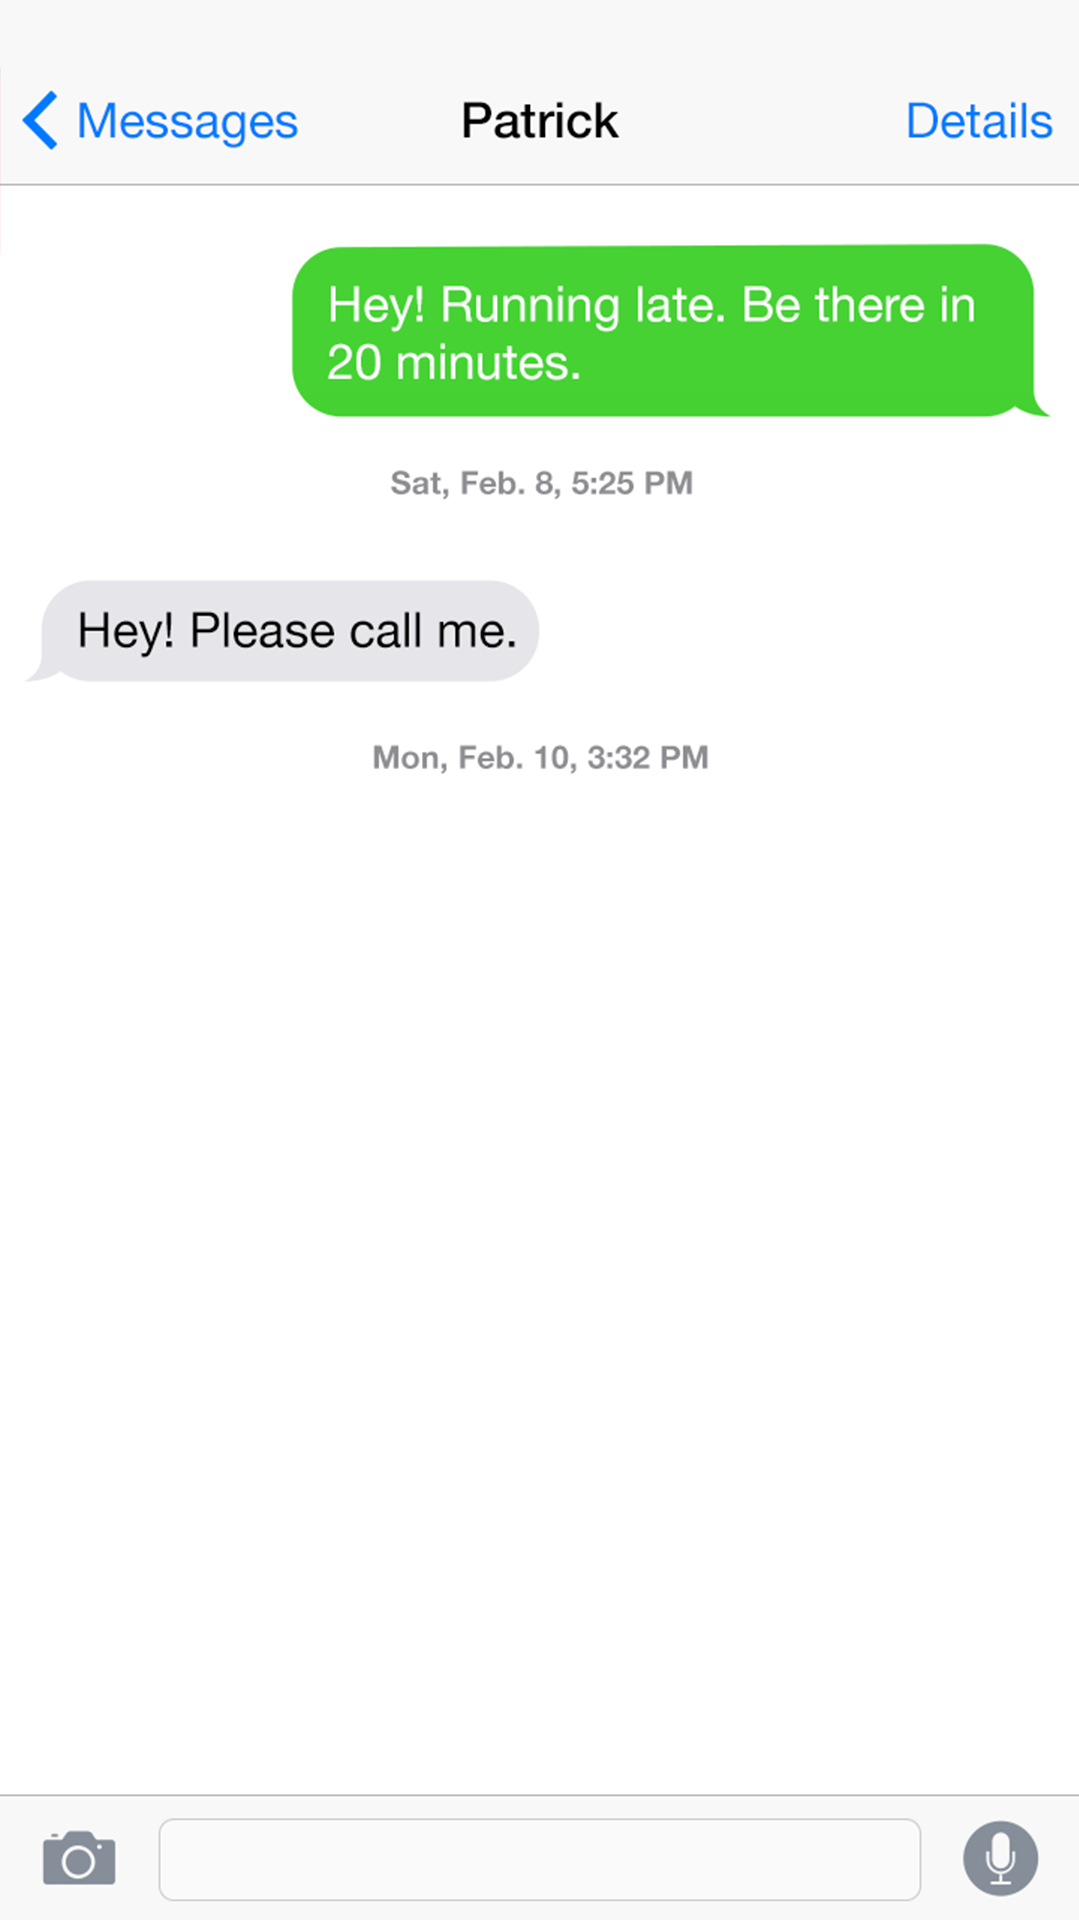 Messages Patrick Details
Hey! Running late. Be there in
20 minutes.
Sat, Feb. 8, 5:25 PM
Hey! Please call me.
Mon, Feb. 10, 3:32 PM